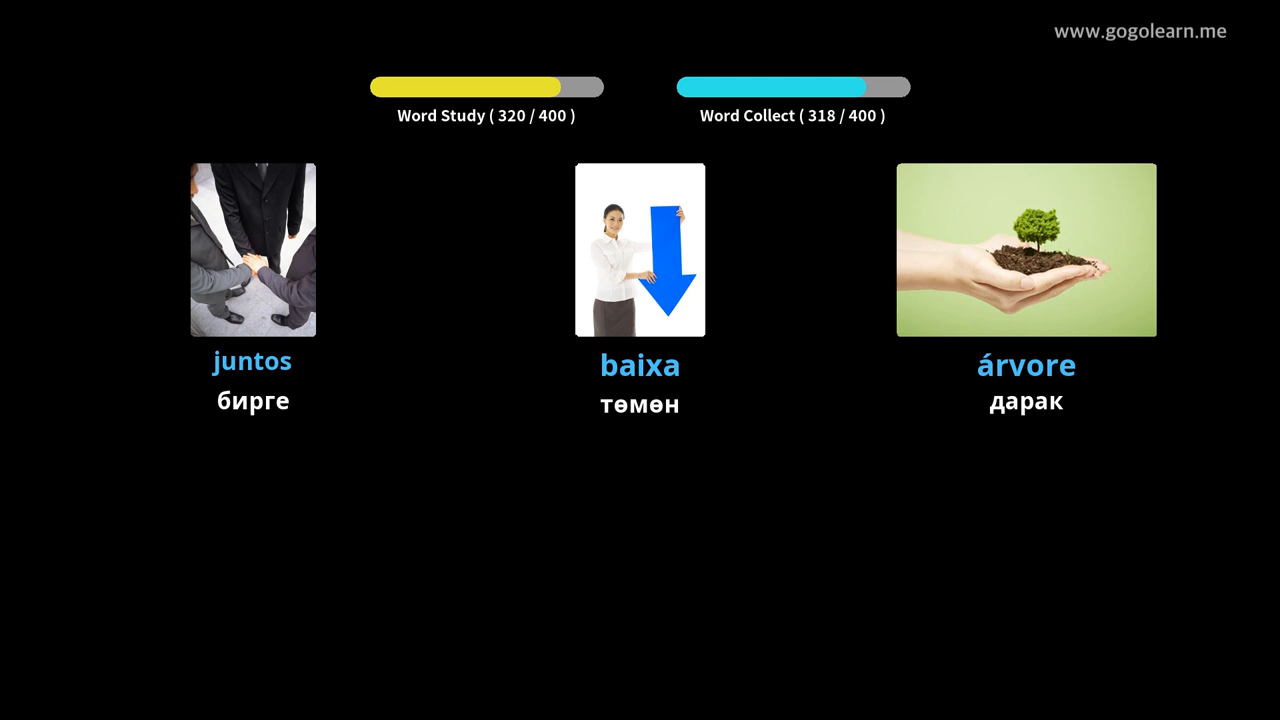 www.gogolearn.me
Word Study ( 320 / 400 )
Word Collect ( 318 / 400 )
juntos
бирге
baixa
төмөн
árvore
дарак